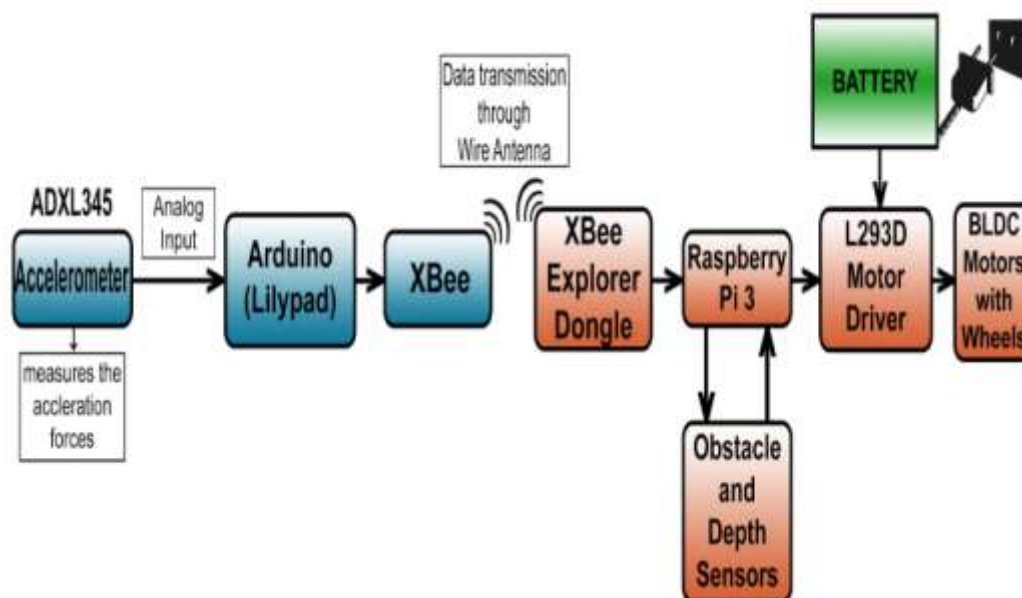 ADXL345
Accelerometer
measures the
accleration
forces
Analog
Input
Arduino
(Lilypad)
XBee
Data transmission
through
Wire Antenna
XBee
Explorer
Dongle
Raspberry
Pi 3
Obstacle
and
Depth
Sensors
BATTERY
L293D
Motor
Driver
BLDC
Motors
with
Wheels